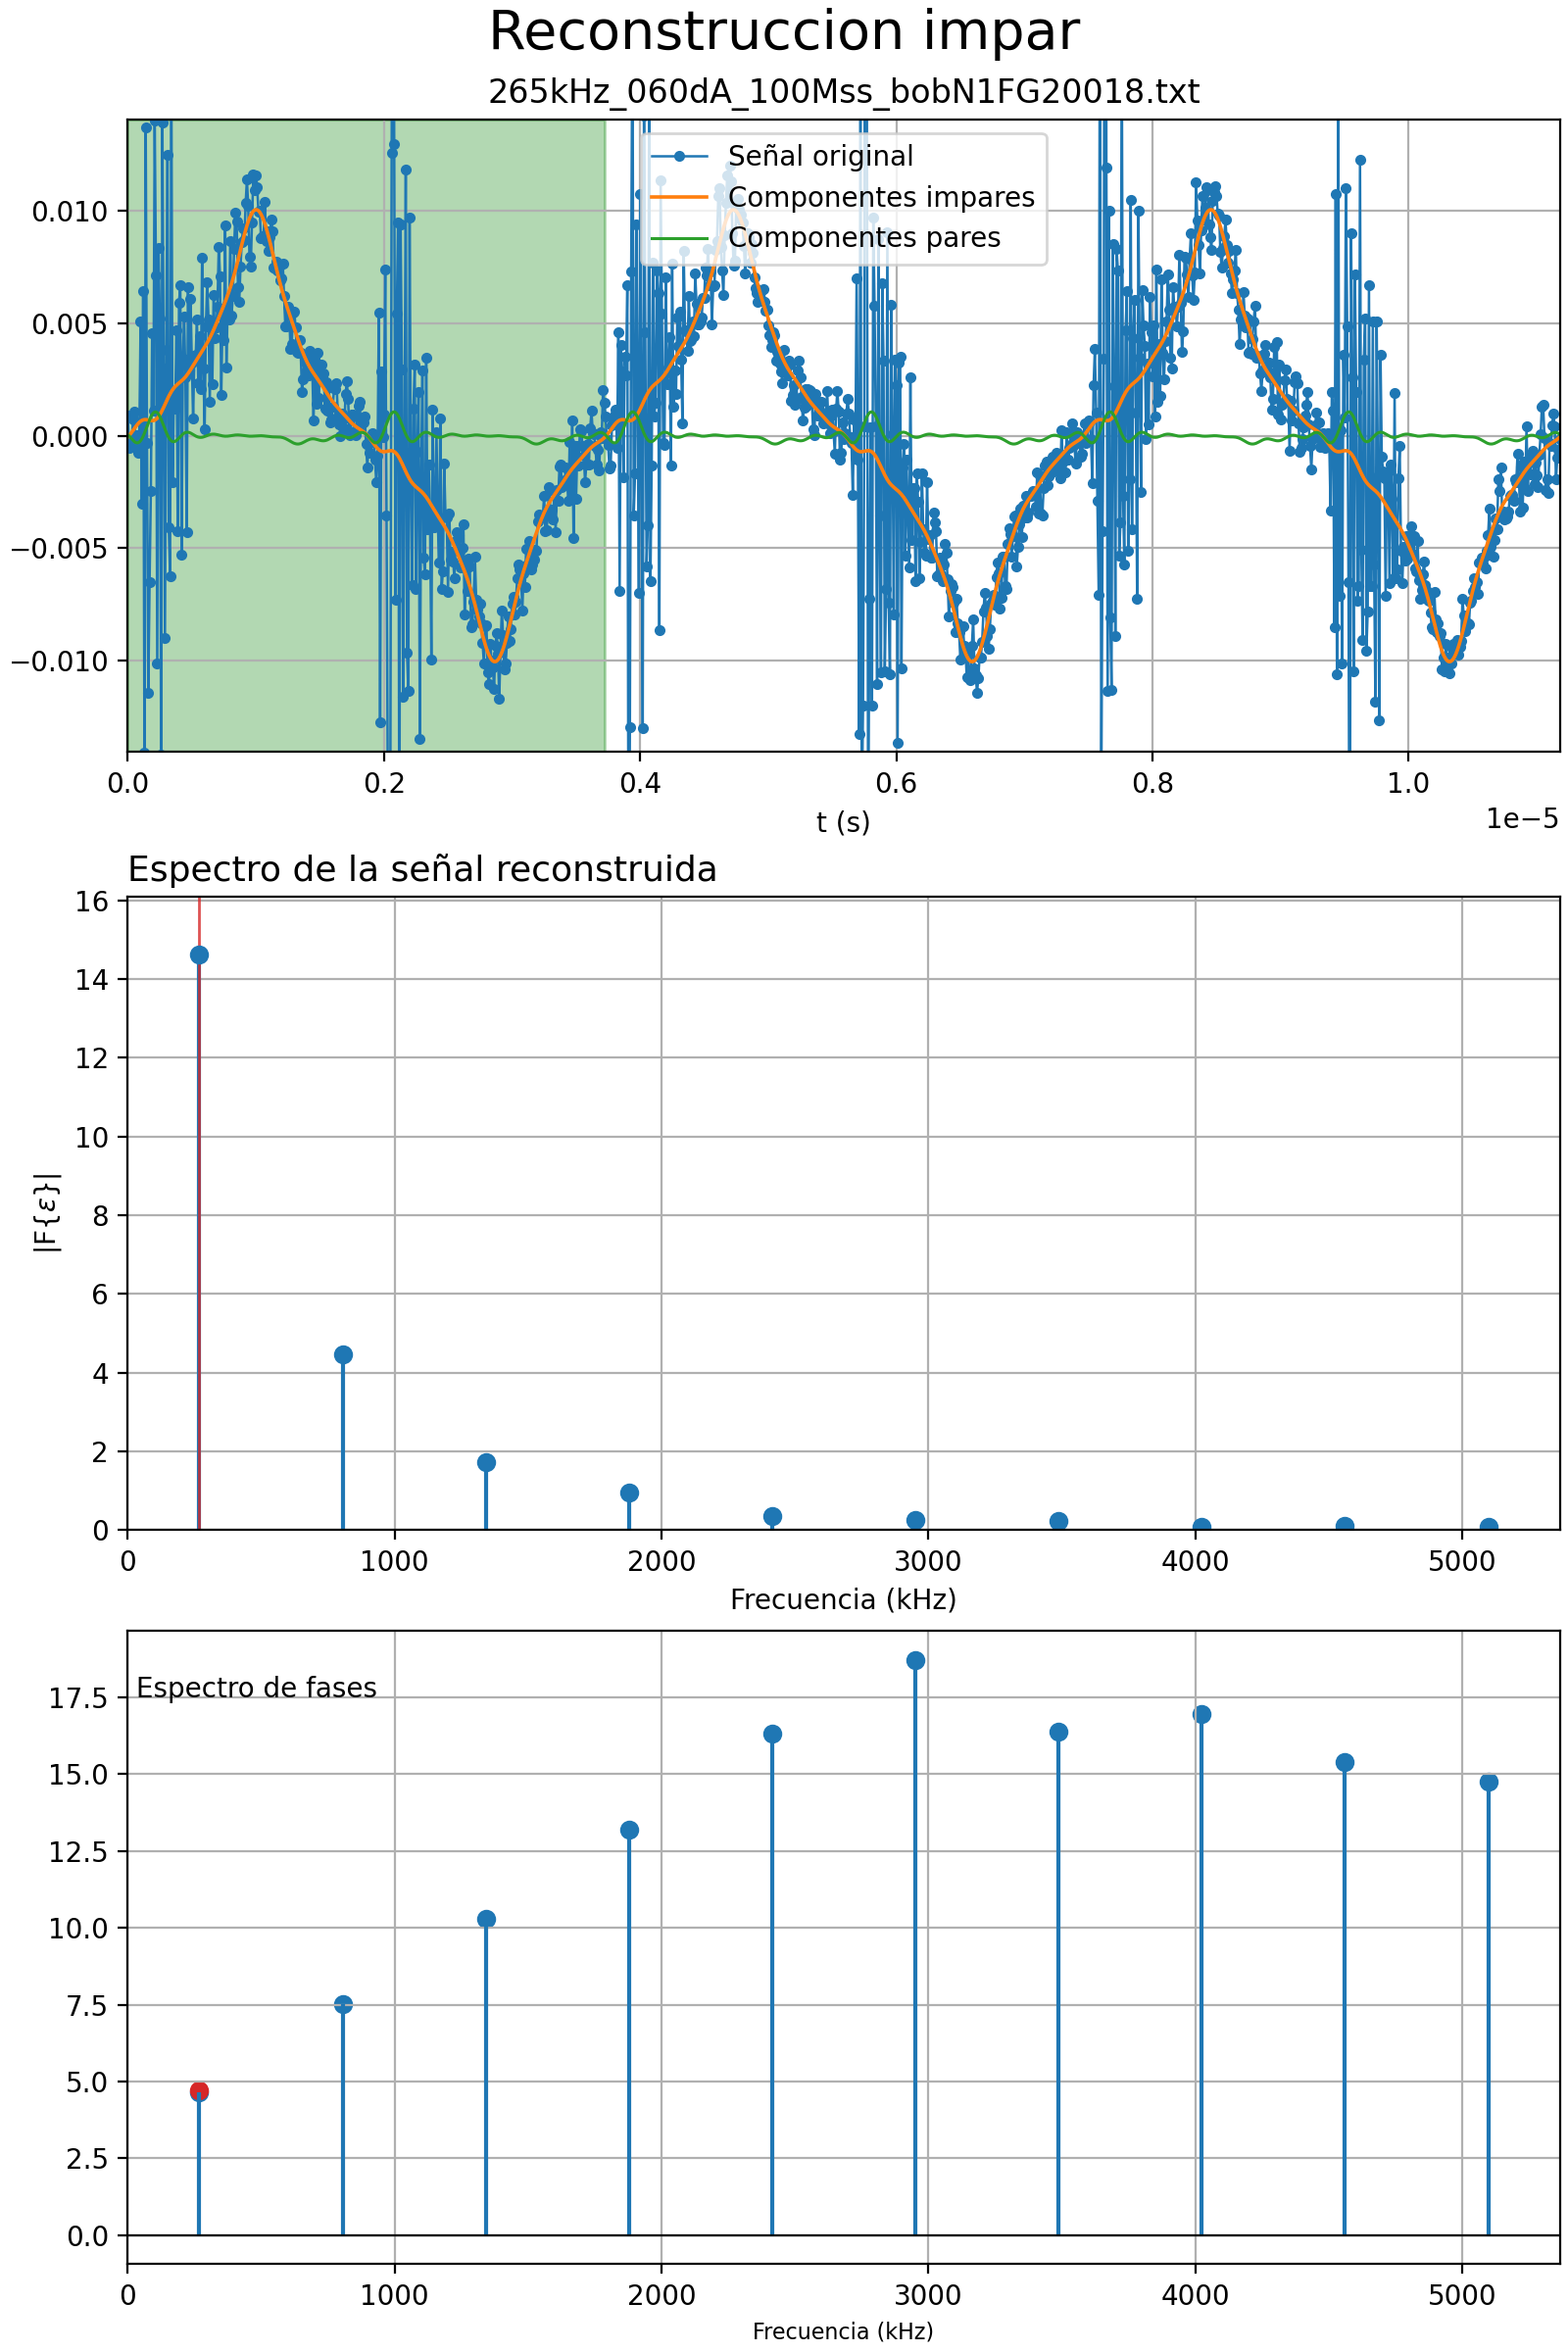 Reconstruccion impar
265kHz_060dA_100Mss_bobN1FG20018.txt
Señal original
Componentes impares
Componentes pares
0.010
0.005
0.000
−0.005
−0.010
0.0 0.2 0.4 0.6 0.8 1.0
t (s)
1e−5
Espectro de la señal reconstruida
16
14
12
10
8
6
4
2
0
|F{ε}|
0 1000 2000 3000 4000 5000
Frecuencia (kHz)
Espectro de fases
17.5
15.0
12.5
10.0
7.5
5.0
2.5
0.0
0 1000 2000 3000 4000 5000
Frecuencia (kHz)